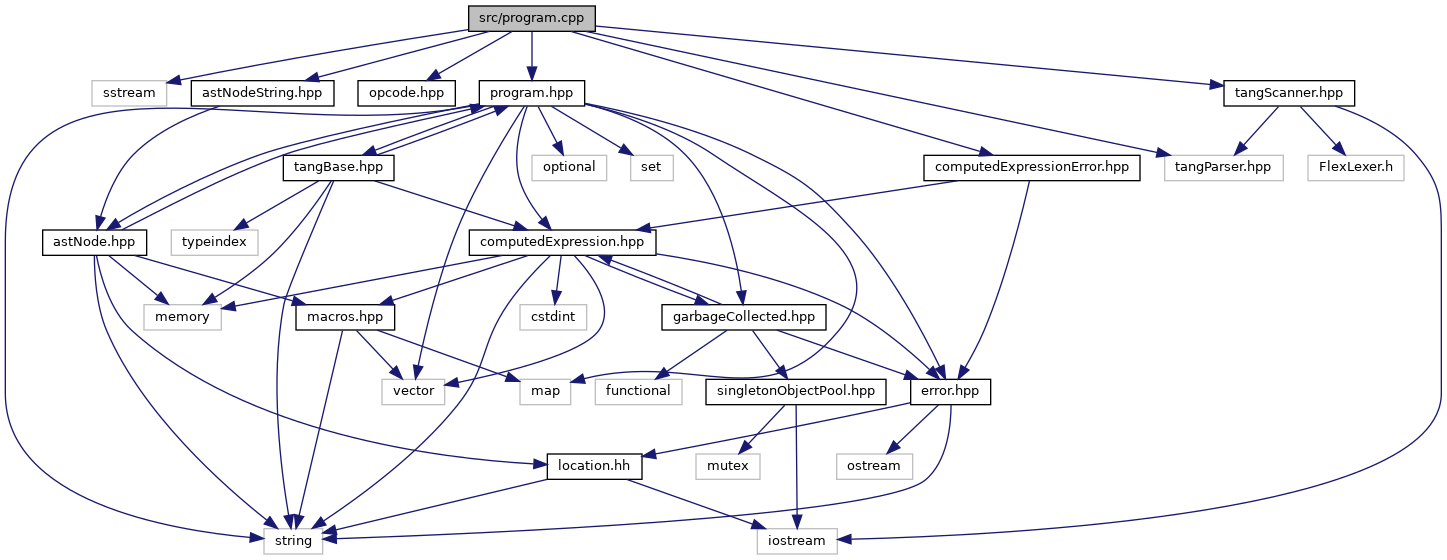 src/program.cpp
sstream
astNodeString.hpp
opcode.hpp
program.hpp
tangScanner.hpp
tangBase.hpp
optional
set
computedExpressionError.hpp
tangParser.hpp
FlexLexer.h
astNode.hpp
typeindex
computedExpression.hpp
memory
macros.hpp
cstdint
garbageCollected.hpp
vector
map
functional
singletonObjectPool.hpp
error.hpp
location.hh
mutex
ostream
string
iostream